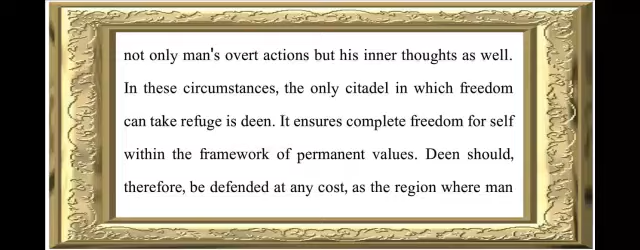 not only man's overt actions but his inner thoughts as well.
In these circumstances, the only citadel in which freedom
can take refuge is deen. It ensures complete freedom for self
within the framework of permanent values. Deen should,
therefore, be defended at any cost, as the region where man